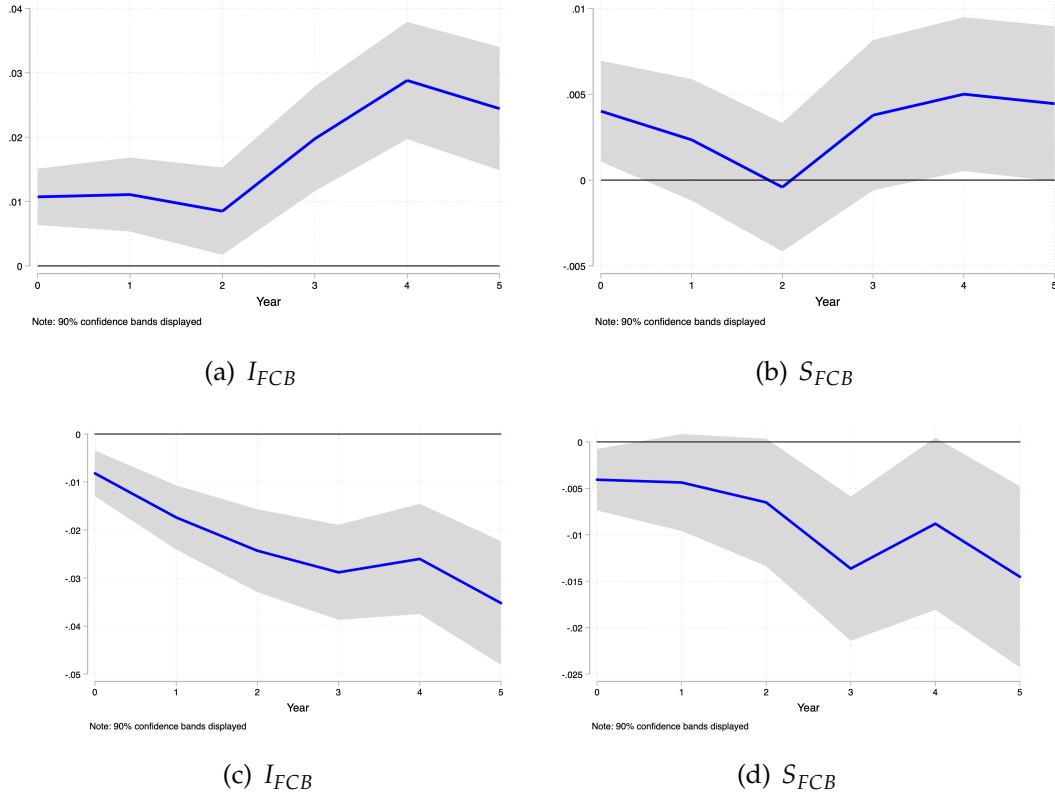 .04
.03
.02
.01
0
0 1 2 3 4 5
Year
Note: 90% confidence bands displayed
(a) I_FCB
.01
.005
0
-.005
0 1 2 3 4 5
Year
Note: 90% confidence bands displayed
(b) S_FCB
0
-.01
-.02
-.03
-.04
-.05
0 1 2 3 4 5
Year
Note: 90% confidence bands displayed
(c) I_FCB
0
-.005
-.01
-.015
-.02
-.025
0 1 2 3 4 5
Year
Note: 90% confidence bands displayed
(d) S_FCB